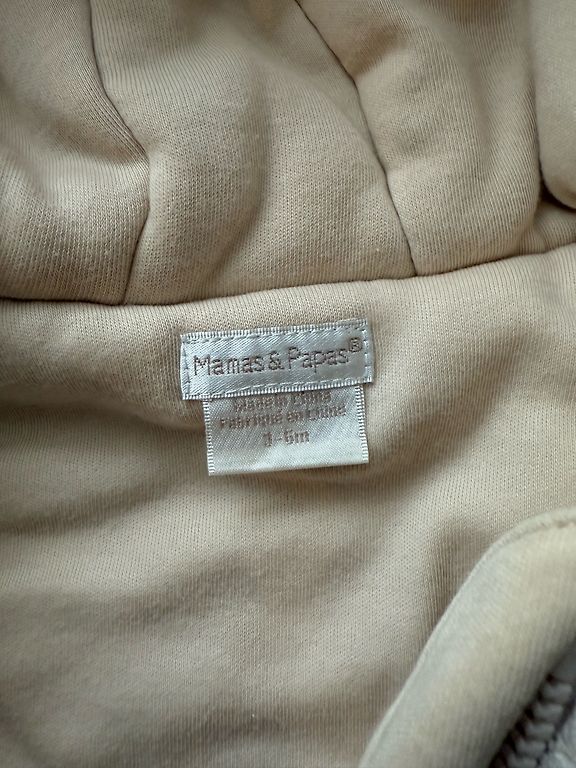 Mamas & Papas®
Made in China
Fabriqué en Chine
3-6m